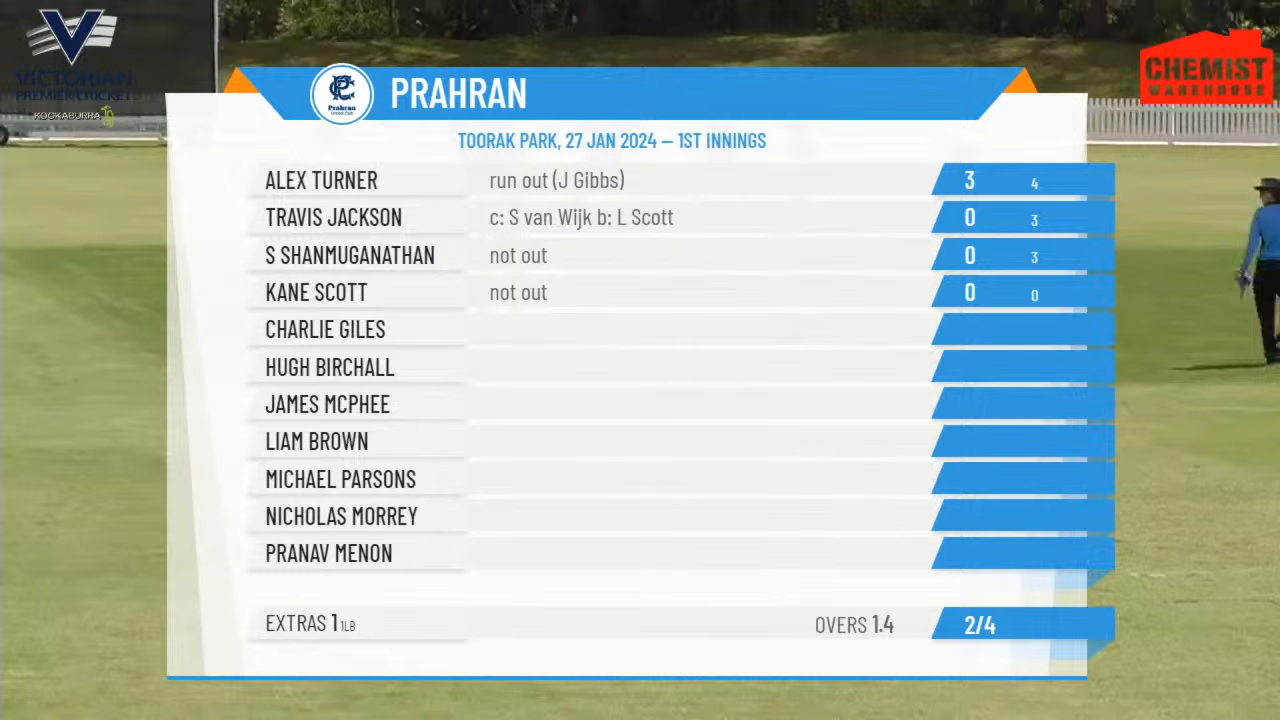 VICTORIAN
PREMIER CRICKET
KOOKABURRA
CHEMIST
WAREHOUSE
Prahran
Cricket Club
PRAHRAN
TOORAK PARK, 27 JAN 2024 – 1ST INNINGS
ALEX TURNER run out (J Gibbs) 3 4
TRAVIS JACKSON c: S van Wijk b: L Scott 0 3
S SHANMUGANATHAN not out 0 3
KANE SCOTT not out 0 0
CHARLIE GILES
HUGH BIRCHALL
JAMES MCPHEE
LIAM BROWN
MICHAEL PARSONS
NICHOLAS MORREY
PRANAV MENON
EXTRAS 1 1LB OVERS 1.4 2/4